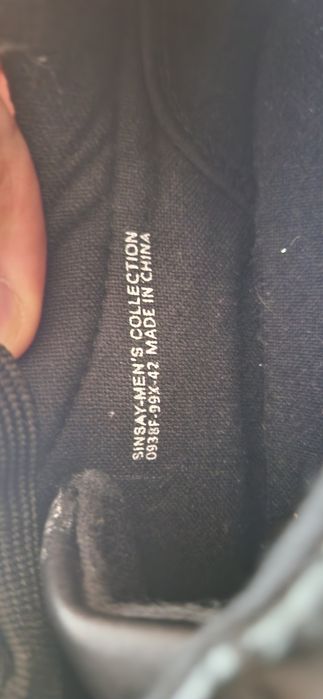 SINSAY-MEN'S COLLECTION
0938F-99X-42 MADE IN CHINA